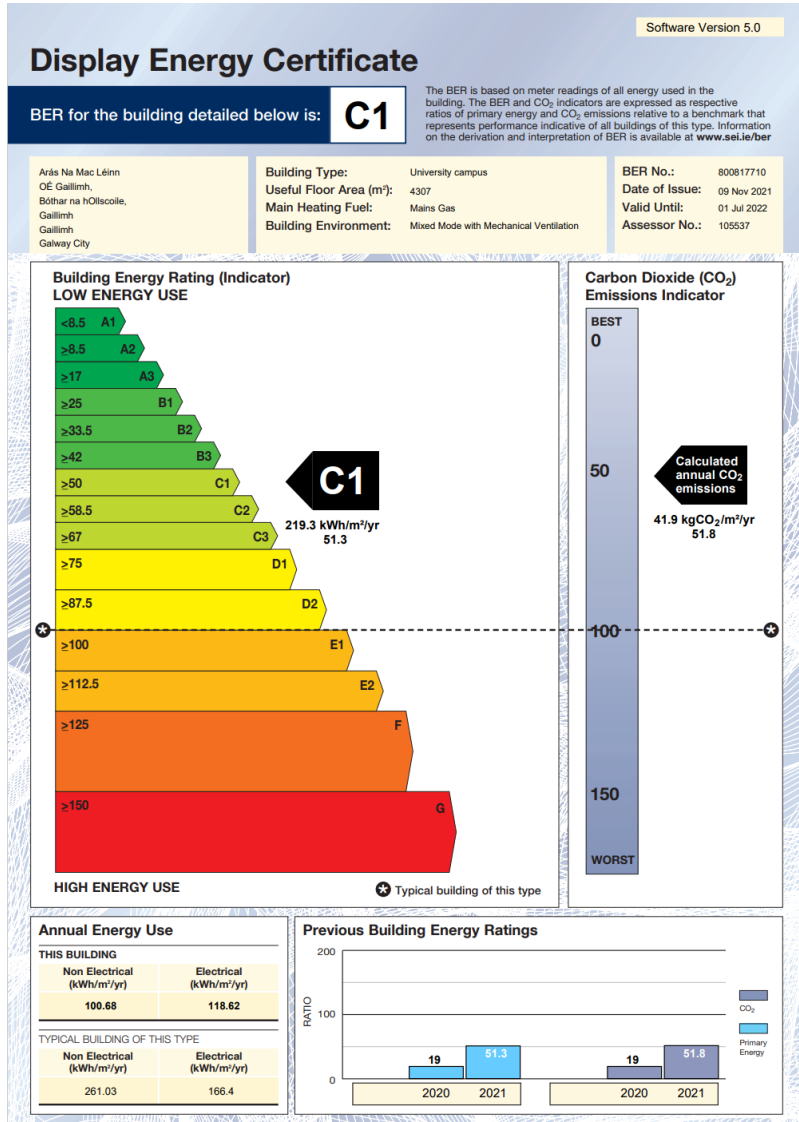 Software Version 5.0
Display Energy Certificate
BER for the building detailed below is:
C1
The BER is based on meter readings of all energy used in the
building. The BER and CO₂ indicators are expressed as respective
ratios of primary energy and CO₂ emissions relative to a benchmark that
represents performance indicative of all buildings of this type. Information
on the derivation and interpretation of BER is available at www.sei.ie/ber
Arás Na Mac Léinn
OÉ Gaillimh,
Bóthar na hOllscoile,
Gaillimh
Gaillimh
Galway City
Building Type: University campus
Useful Floor Area (m²): 4307
Main Heating Fuel: Mains Gas
Building Environment: Mixed Mode with Mechanical Ventilation
BER No.: 800817710
Date of Issue: 09 Nov 2021
Valid Until: 01 Jul 2022
Assessor No.: 105537
Building Energy Rating (Indicator)
LOW ENERGY USE
<8.5 A1
≥8.5 A2
≥17 A3
≥25 B1
≥33.5 B2
≥42 B3
≥50 C1
≥58.5 C2
≥67 C3
≥75 D1
≥87.5 D2
≥100 E1
≥112.5 E2
≥125 F
≥150 G
C1
219.3 kWh/m²/yr
51.3
HIGH ENERGY USE
* Typical building of this type
Carbon Dioxide (CO₂)
Emissions Indicator
BEST
0
50
100
150
WORST
Calculated
annual CO₂
emissions
41.9 kgCO₂/m²/yr
51.8
Annual Energy Use
THIS BUILDING
Non Electrical Electrical
(kWh/m²/yr) (kWh/m²/yr)
100.68 118.62
TYPICAL BUILDING OF THIS TYPE
Non Electrical Electrical
(kWh/m²/yr) (kWh/m²/yr)
261.03 166.4
Previous Building Energy Ratings
RATIO
200
100
0
19 51.3 19 51.8
2020 2021 2020 2021
CO₂
Primary
Energy